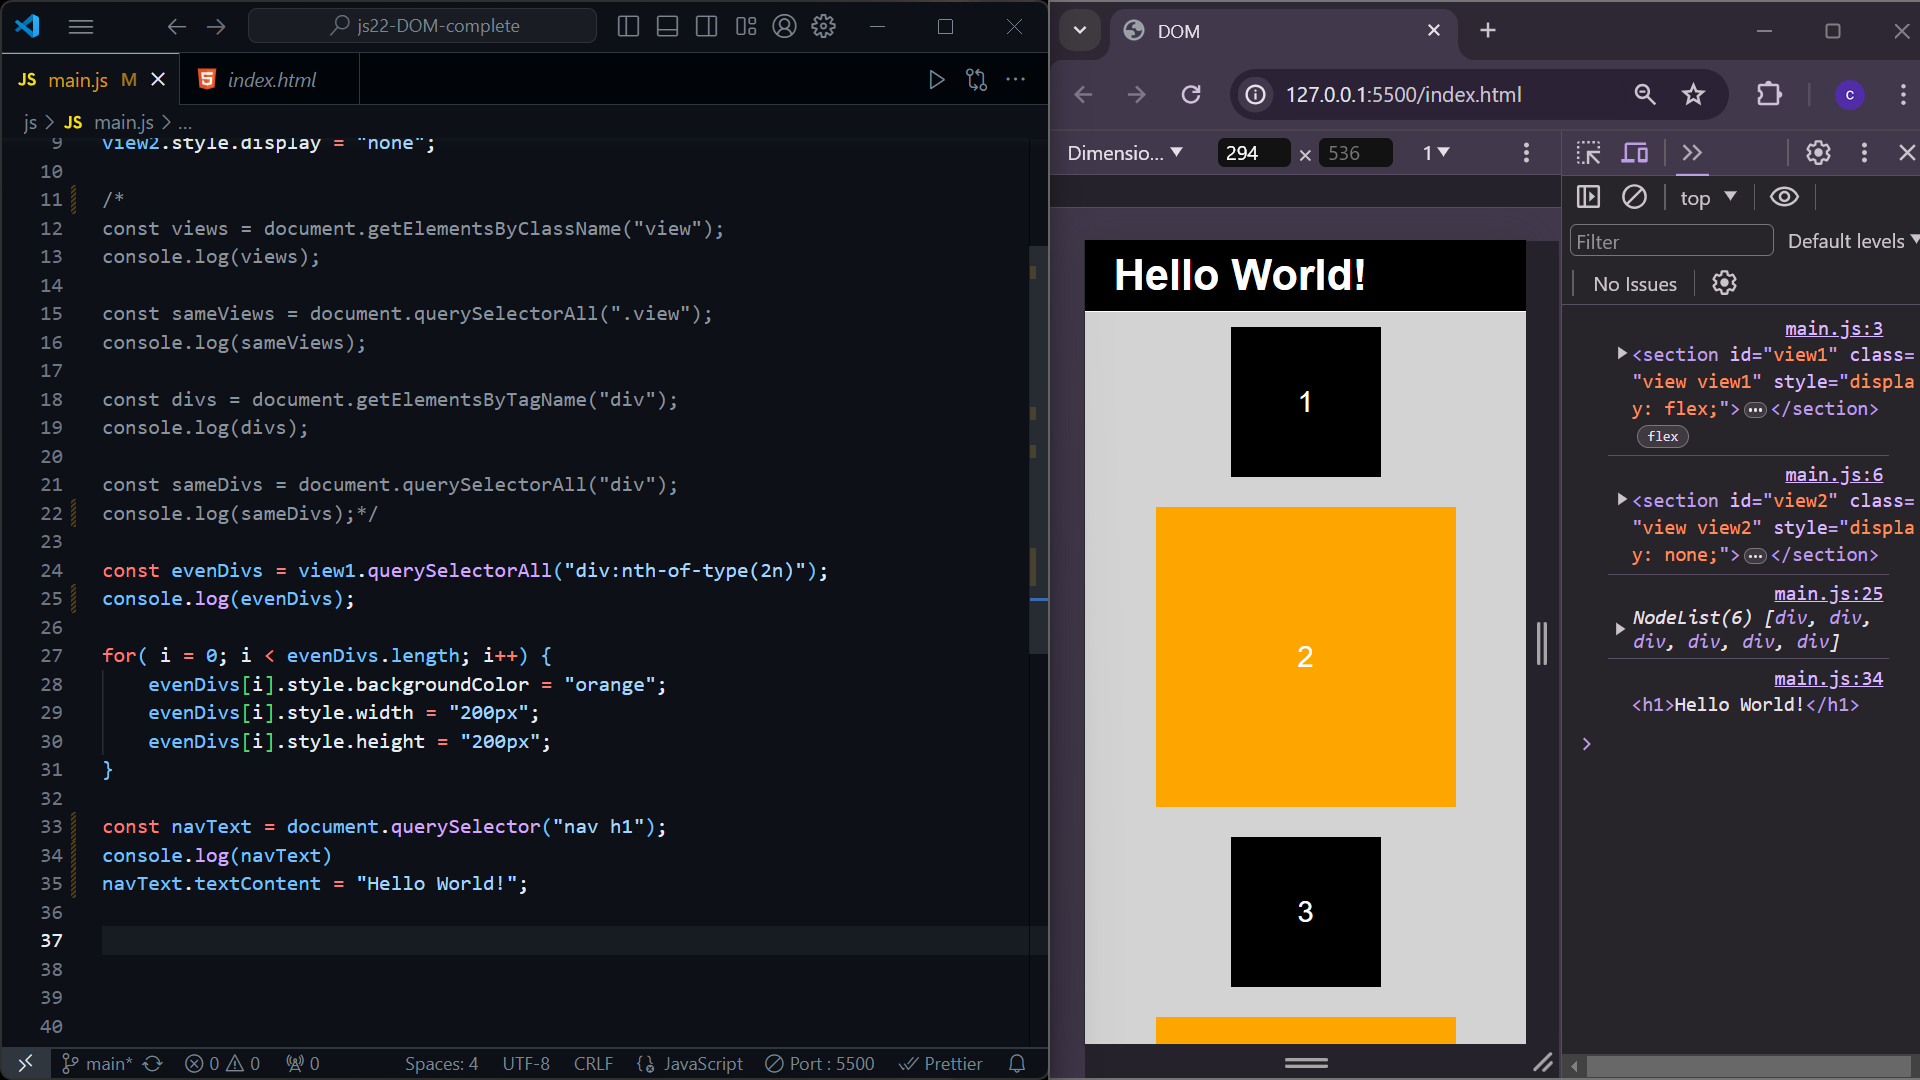 js22-DOM-complete
JS main.js M
index.html
js > JS main.js > ...
9 view2.style.display = "none";
10
11 /*
12 const views = document.getElementsByClassName("view");
13 console.log(views);
14
15 const sameViews = document.querySelectorAll(".view");
16 console.log(sameViews);
17
18 const divs = document.getElementsByTagName("div");
19 console.log(divs);
20
21 const sameDivs = document.querySelectorAll("div");
22 console.log(sameDivs);*/
23
24 const evenDivs = view1.querySelectorAll("div:nth-of-type(2n)");
25 console.log(evenDivs);
26
27 for( i = 0; i < evenDivs.length; i++) {
28 evenDivs[i].style.backgroundColor = "orange";
29 evenDivs[i].style.width = "200px";
30 evenDivs[i].style.height = "200px";
31 }
32
33 const navText = document.querySelector("nav h1");
34 console.log(navText)
35 navText.textContent = "Hello World!";
36
37
38
39
40
main* 0 0 0 Spaces: 4 UTF-8 CRLF {} JavaScript Port : 5500 Prettier
DOM
127.0.0.1:5500/index.html
c
Dimensio... 294 × 536 1
top
Filter
Default levels
No Issues
Hello World!
1
2
3
main.js:3
<section id="view1" class=
"view view1" style="displa
y: flex;">…</section>
flex
main.js:6
<section id="view2" class=
"view view2" style="displa
y: none;">…</section>
main.js:25
NodeList(6) [div, div,
div, div, div, div]
main.js:34
<h1>Hello World!</h1>